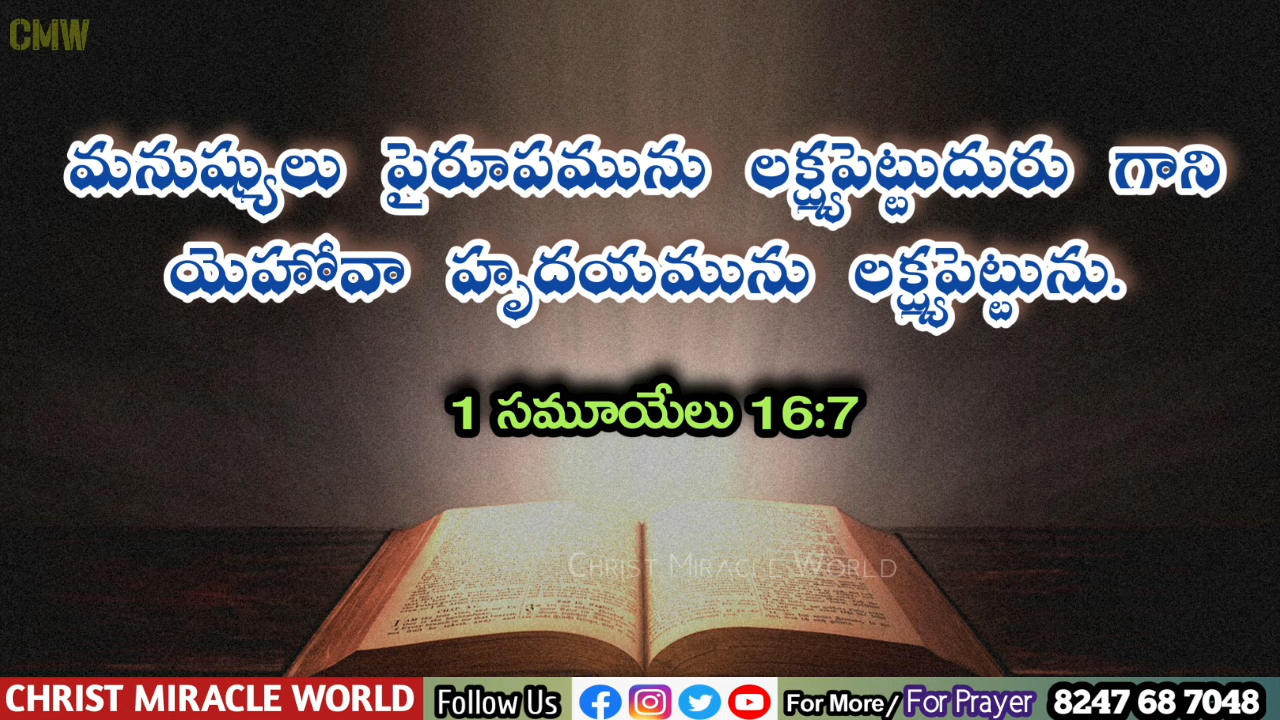 CMW
మనుష్యులు పైరూపమును లక్ష్యపెట్టుదురు గాని
యెహోవా హృదయమును లక్ష్యపెట్టును.
1 సమూయేలు 16:7
CHRIST MIRACLE WORLD
CHRIST MIRACLE WORLD Follow Us For More/ For Prayer 8247 68 7048